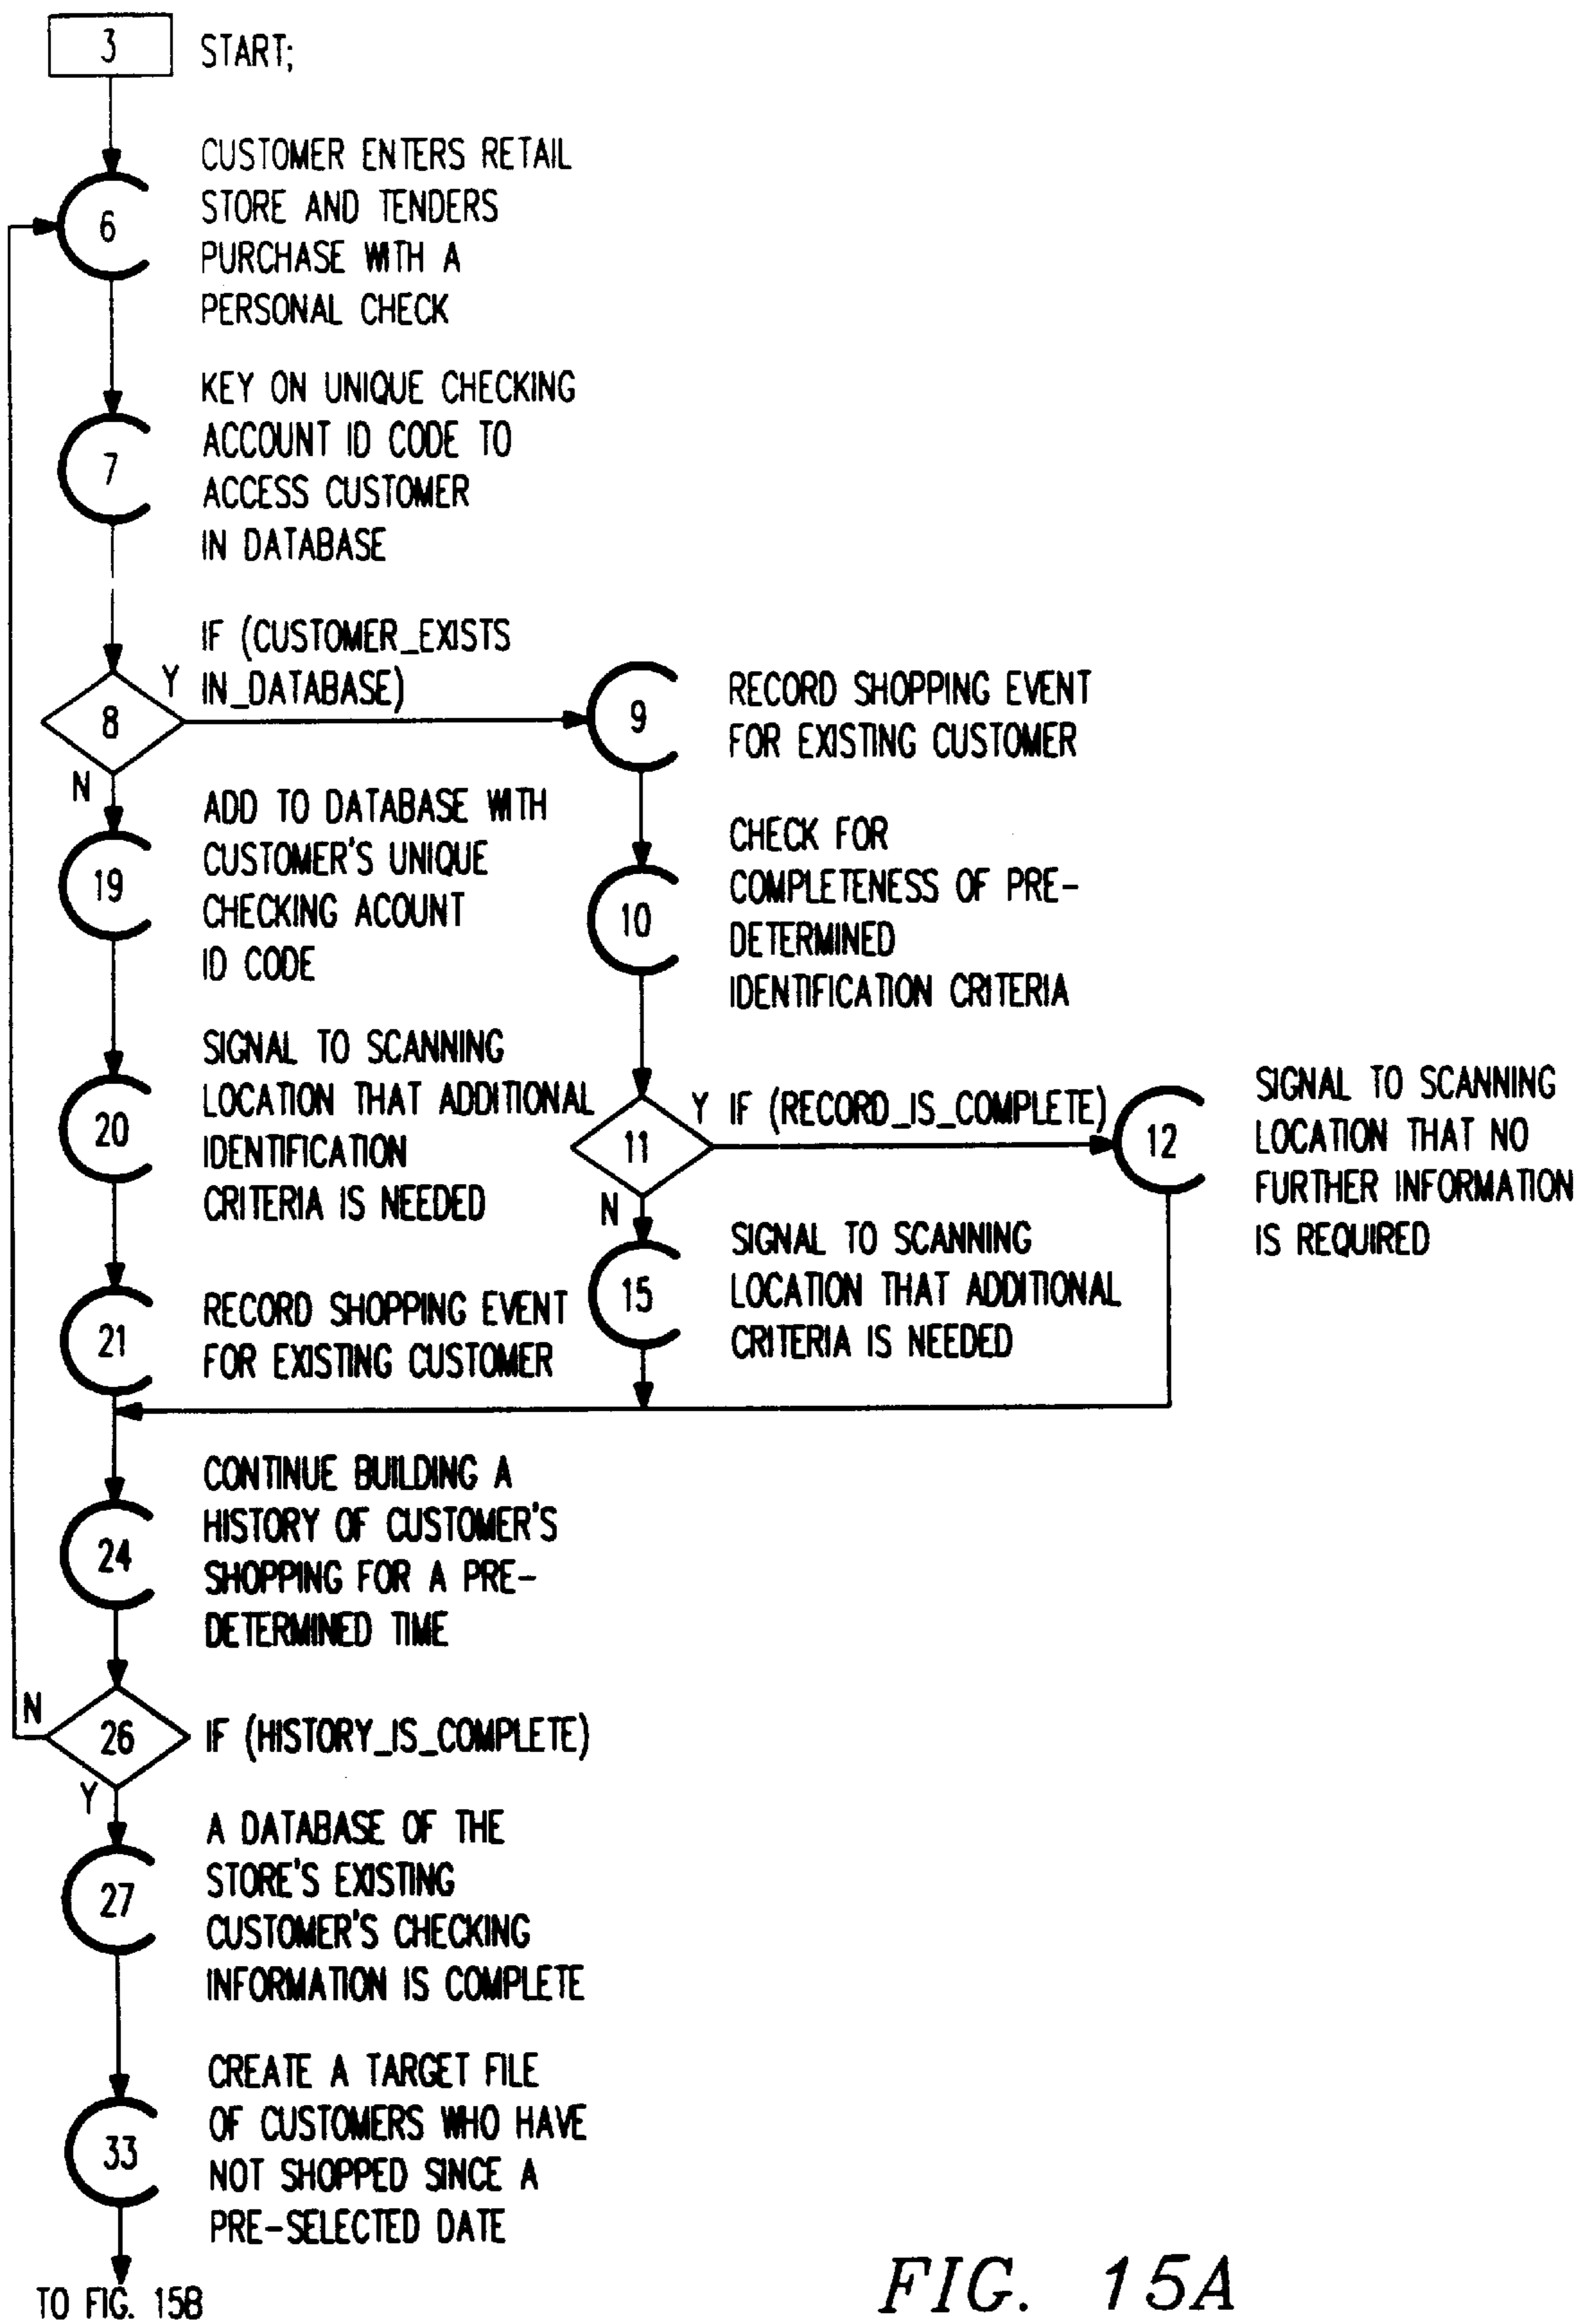 3 START;
6
CUSTOMER ENTERS RETAIL
STORE AND TENDERS
PURCHASE WITH A
PERSONAL CHECK
7
KEY ON UNIQUE CHECKING
ACCOUNT ID CODE TO
ACCESS CUSTOMER
IN DATABASE
8
IF (CUSTOMER_EXISTS
Y IN_DATABASE)
N
9
RECORD SHOPPING EVENT
FOR EXISTING CUSTOMER
19
ADD TO DATABASE WITH
CUSTOMER'S UNIQUE
CHECKING ACOUNT
ID CODE
10
CHECK FOR
COMPLETENESS OF PRE-
DETERMINED
IDENTIFICATION CRITERIA
20
SIGNAL TO SCANNING
LOCATION THAT ADDITIONAL
IDENTIFICATION
CRITERIA IS NEEDED
11
Y IF (RECORD_IS_COMPLETE)
N
12
SIGNAL TO SCANNING
LOCATION THAT NO
FURTHER INFORMATION
IS REQUIRED
15
SIGNAL TO SCANNING
LOCATION THAT ADDITIONAL
CRITERIA IS NEEDED
21
RECORD SHOPPING EVENT
FOR EXISTING CUSTOMER
24
CONTINUE BUILDING A
HISTORY OF CUSTOMER'S
SHOPPING FOR A PRE-
DETERMINED TIME
N
26 IF (HISTORY_IS_COMPLETE)
Y
27
A DATABASE OF THE
STORE'S EXISTING
CUSTOMER'S CHECKING
INFORMATION IS COMPLETE
33
CREATE A TARGET FILE
OF CUSTOMERS WHO HAVE
NOT SHOPPED SINCE A
PRE-SELECTED DATE
TO FIG. 15B
FIG. 15A